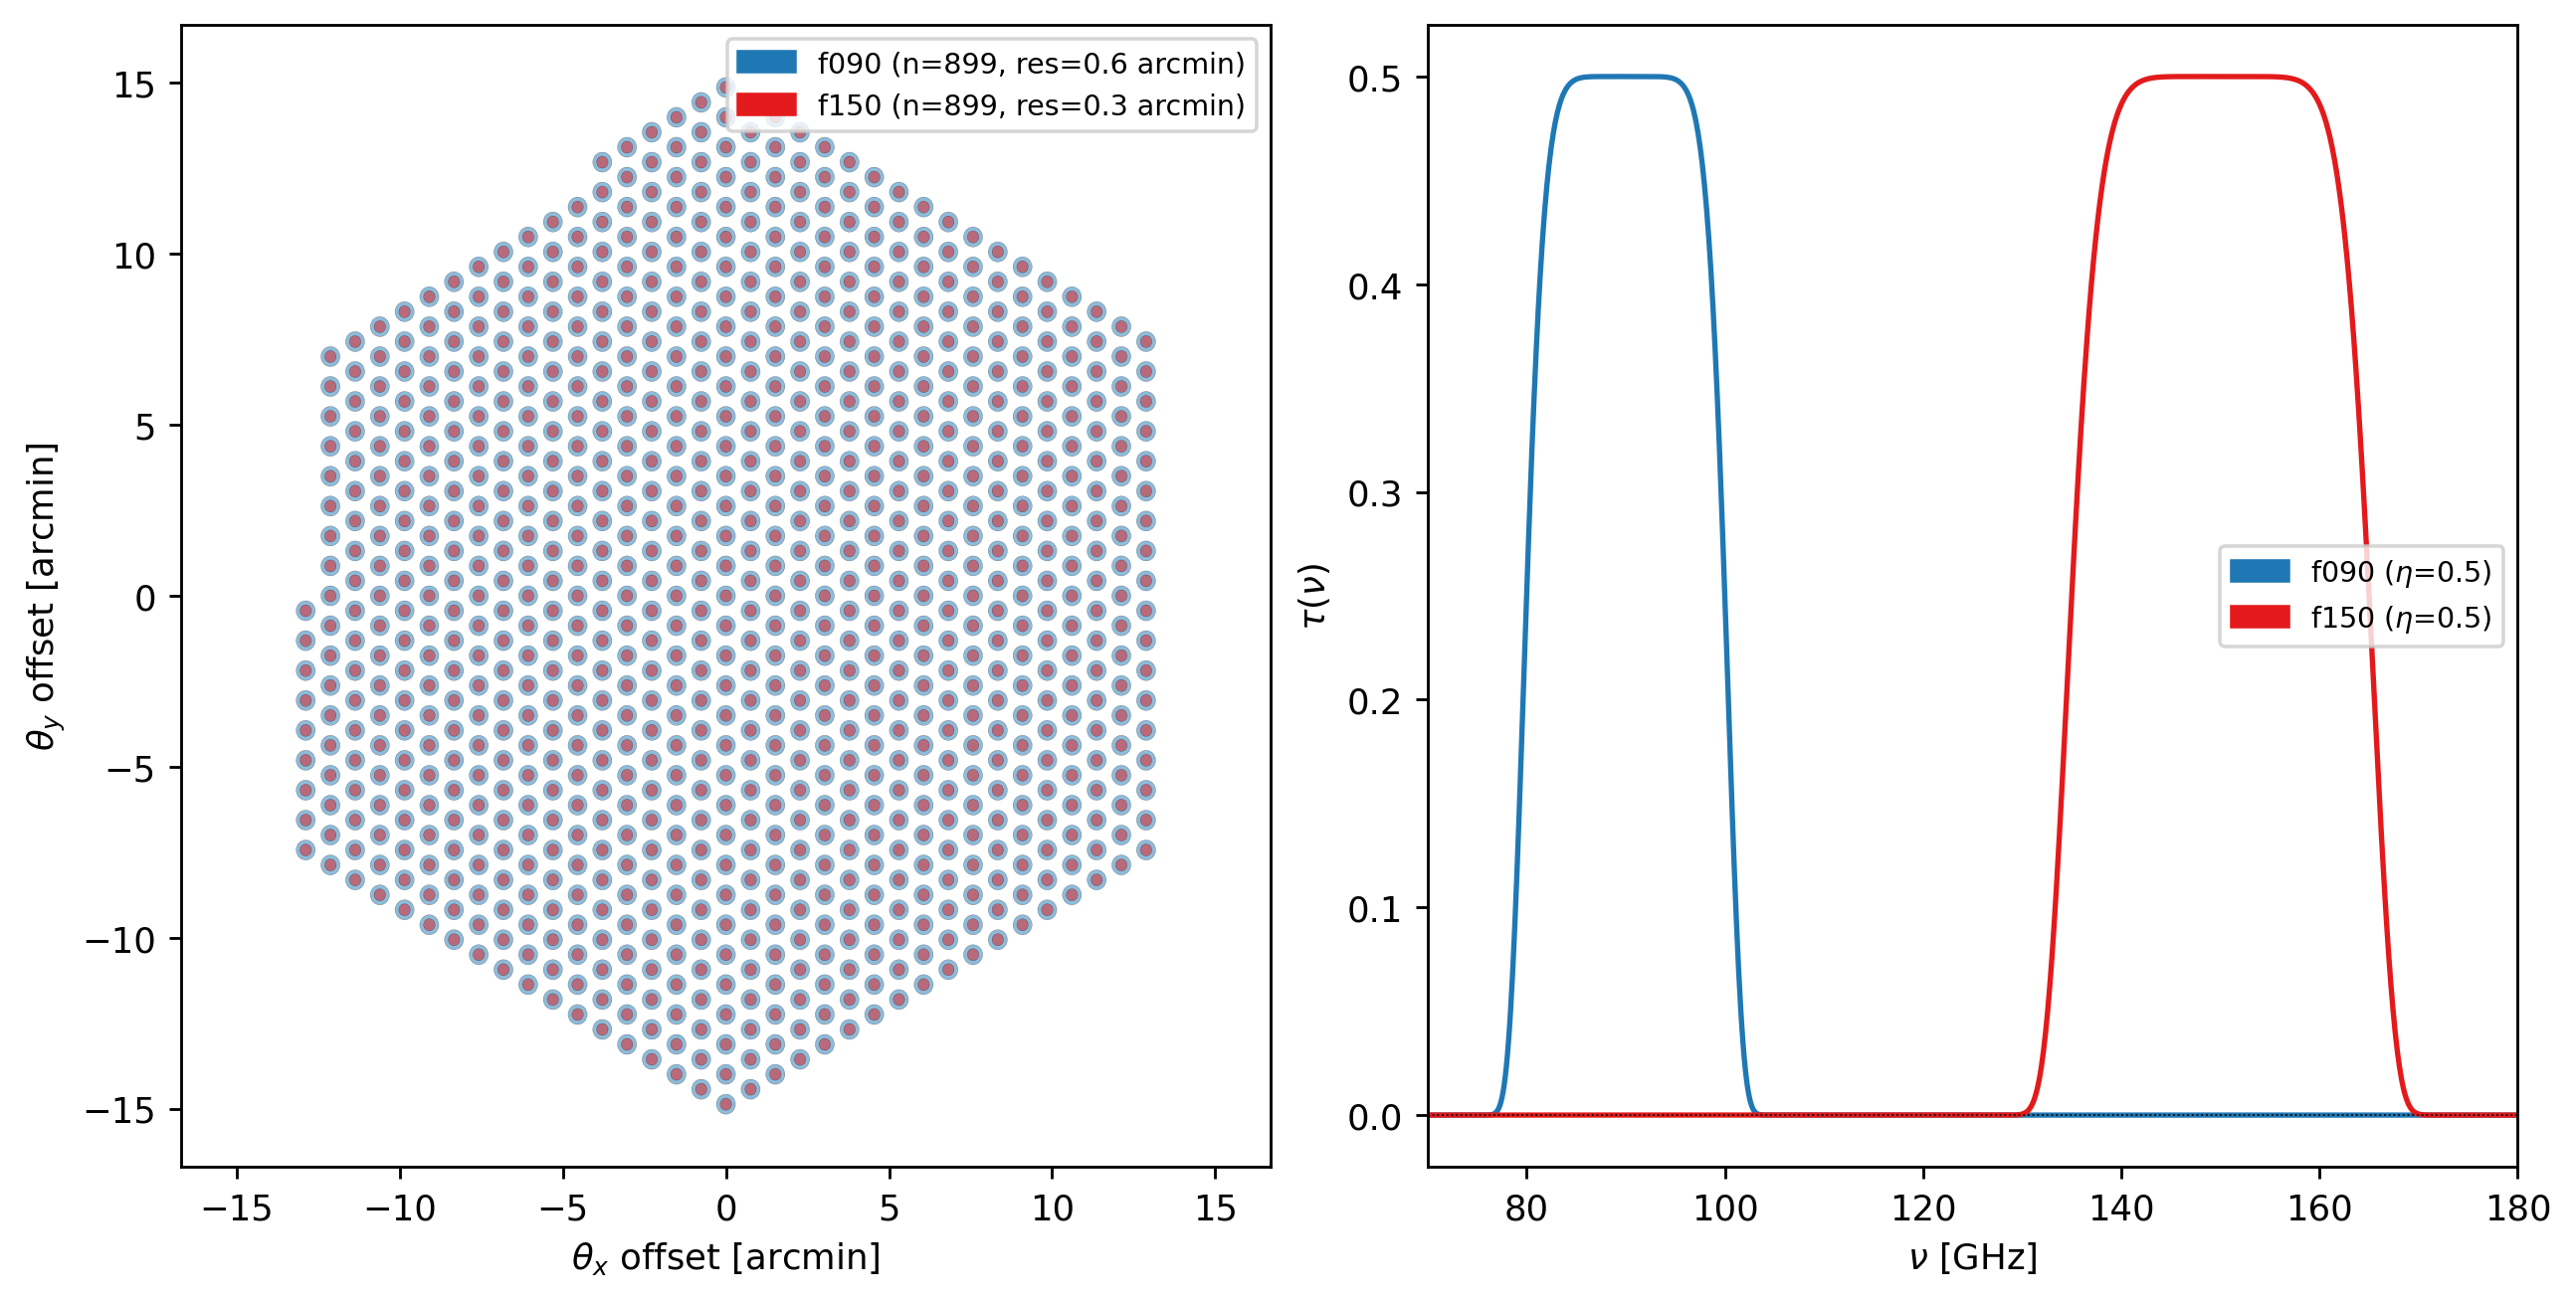 f090 (n=899, res=0.6 arcmin)
f150 (n=899, res=0.3 arcmin)
15
10
5
0
−5
−10
−15
θy offset [arcmin]
−15 −10 −5 0 5 10 15
θx offset [arcmin]
0.5
0.4
0.3
0.2
0.1
0.0
τ(ν)
f090 (η=0.5)
f150 (η=0.5)
80 100 120 140 160 180
ν [GHz]